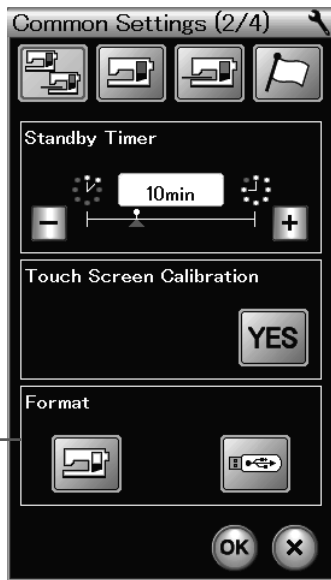 Common Settings (2/4)
Standby Timer
10min
− +
Touch Screen Calibration
YES
Format
OK ×